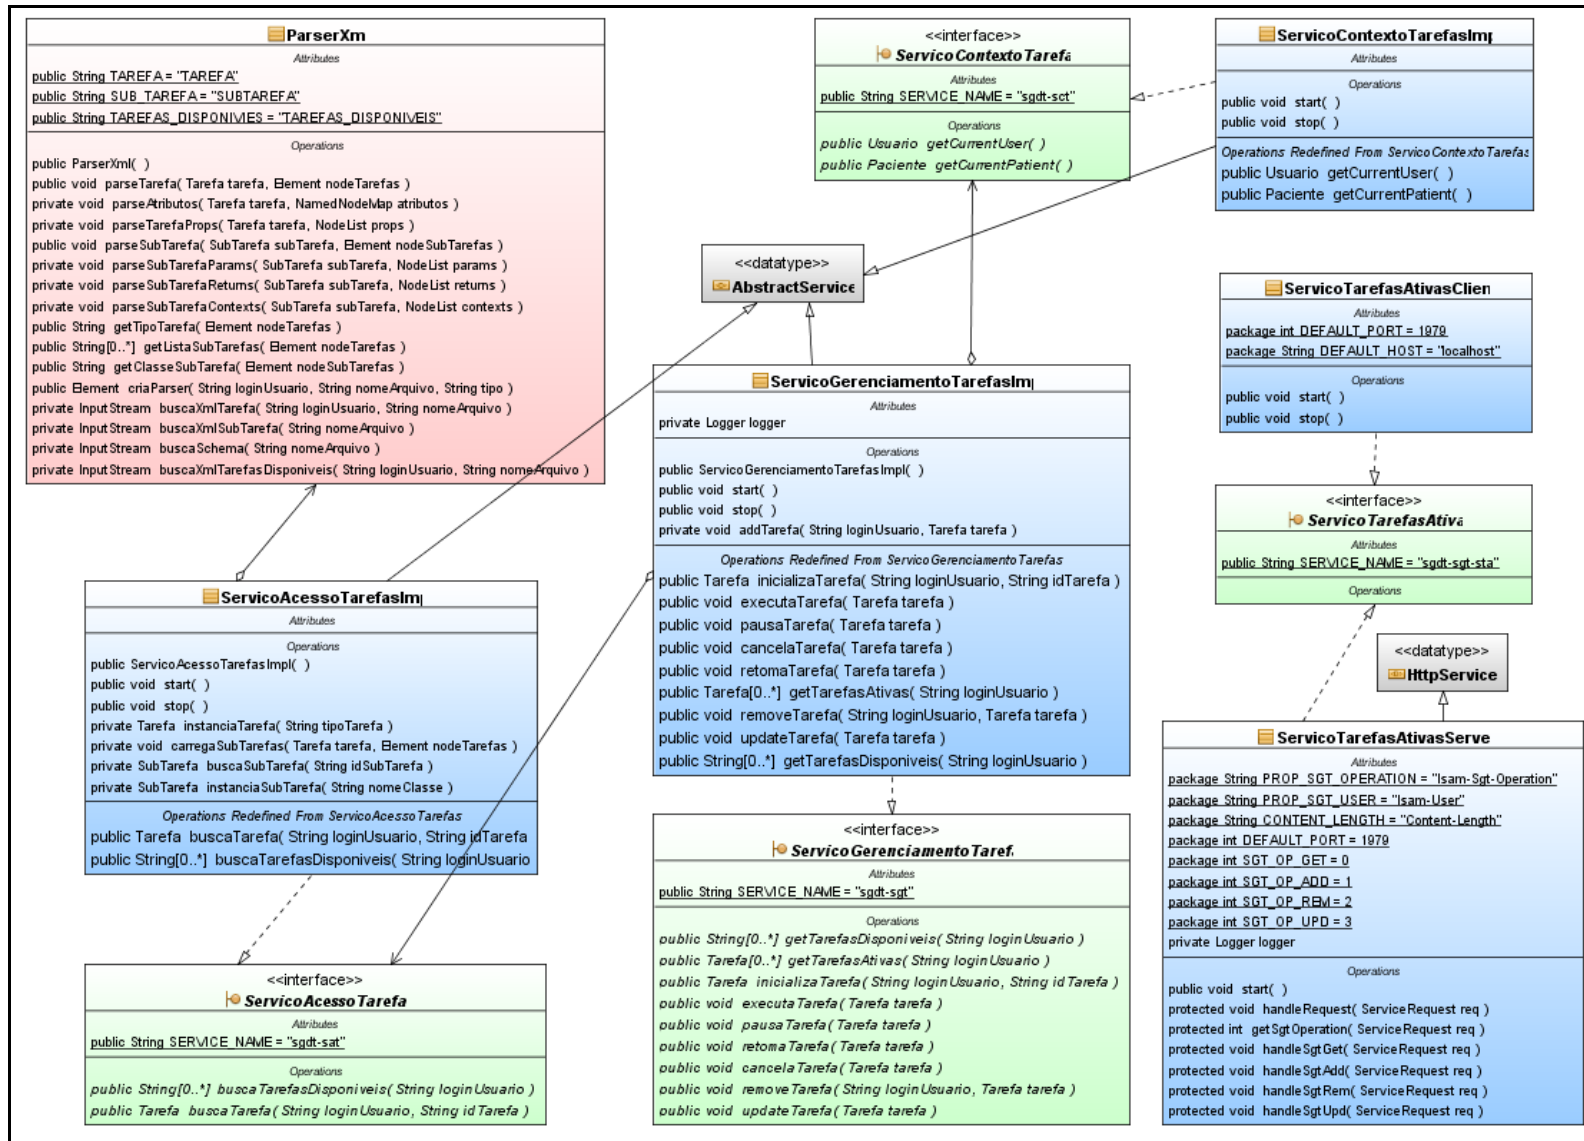 ParserXm
Attributes
public String TAREFA = "TAREFA"
public String SUB_TAREFA = "SUBTAREFA"
public String TAREFAS_DISPONIVIES = "TAREFAS_DISPONIVEIS"
Operations
public ParserXml( )
public void parseTarefa( Tarefa tarefa, Element nodeTarefas )
private void parseAtributos( Tarefa tarefa, NamedNodeMap atributos )
private void parseTarefaProps( Tarefa tarefa, NodeList props )
public void parseSubTarefa( SubTarefa subTarefa, Element nodeSubTarefas )
private void parseSubTarefaParams( SubTarefa subTarefa, NodeList params )
private void parseSubTarefaReturns( SubTarefa subTarefa, NodeList returns )
private void parseSubTarefaContexts( SubTarefa subTarefa, NodeList contexts )
public String getTipoTarefa( Element nodeTarefas )
public String[0..*] getListaSubTarefas( Element nodeTarefas )
public String getClasseSubTarefa( Element nodeSubTarefas )
public Element criaParser( String loginUsuario, String nomeArquivo, String tipo )
private InputStream buscaXmlTarefa( String loginUsuario, String nomeArquivo )
private InputStream buscaXmlSubTarefa( String nomeArquivo )
private InputStream buscaSchema( String nomeArquivo )
private InputStream buscaXmlTarefasDisponiveis( String loginUsuario, String nomeArquivo )
<<interface>>
ServicoContextoTarefa
Attributes
public String SERVICE_NAME = "sgdt-sct"
Operations
public Usuario getCurrentUser( )
public Paciente getCurrentPatient( )
ServicoContextoTarefasImp
Attributes
Operations
public void start( )
public void stop( )
Operations Redefined From ServicoContextoTarefas
public Usuario getCurrentUser( )
public Paciente getCurrentPatient( )
<<datatype>>
AbstractService
ServicoTarefasAtivasClien
Attributes
package int DEFAULT_PORT = 1979
package String DEFAULT_HOST = "localhost"
Operations
public void start( )
public void stop( )
ServicoGerenciamentoTarefasImp
Attributes
private Logger logger
Operations
public ServicoGerenciamentoTarefasImpl( )
public void start( )
public void stop( )
private void addTarefa( String loginUsuario, Tarefa tarefa )
Operations Redefined From ServicoGerenciamentoTarefas
public Tarefa inicializaTarefa( String loginUsuario, String idTarefa )
public void executaTarefa( Tarefa tarefa )
public void pausaTarefa( Tarefa tarefa )
public void cancelaTarefa( Tarefa tarefa )
public void retomaTarefa( Tarefa tarefa )
public Tarefa[0..*] getTarefasAtivas( String loginUsuario )
public void removeTarefa( String loginUsuario, Tarefa tarefa )
public void updateTarefa( Tarefa tarefa )
public String[0..*] getTarefasDisponiveis( String loginUsuario )
<<interface>>
ServicoTarefasAtiva
Attributes
public String SERVICE_NAME = "sgdt-sgt-sta"
Operations
ServicoAcessoTarefasImp
Attributes
Operations
public ServicoAcessoTarefasImpl( )
public void start( )
public void stop( )
private Tarefa instanciaTarefa( String tipoTarefa )
private void carregaSubTarefas( Tarefa tarefa, Element nodeTarefas )
private SubTarefa buscaSubTarefa( String idSubTarefa )
private SubTarefa instanciaSubTarefa( String nomeClasse )
Operations Redefined From ServicoAcessoTarefas
public Tarefa buscaTarefa( String loginUsuario, String idTarefa
public String[0..*] buscaTarefasDisponiveis( String loginUsuario
<<datatype>>
HttpService
ServicoTarefasAtivasServe
Attributes
package String PROP_SGT_OPERATION = "Isam-Sgt-Operation"
package String PROP_SGT_USER = "Isam-User"
package String CONTENT_LENGTH = "Content-Length"
package int DEFAULT_PORT = 1979
package int SGT_OP_GET = 0
package int SGT_OP_ADD = 1
package int SGT_OP_REM = 2
package int SGT_OP_UPD = 3
private Logger logger
Operations
public void start( )
protected void handleRequest( ServiceRequest req )
protected int getSgtOperation( ServiceRequest req )
protected void handleSgtGet( ServiceRequest req )
protected void handleSgtAdd( ServiceRequest req )
protected void handleSgtRem( ServiceRequest req )
protected void handleSgtUpd( ServiceRequest req )
<<interface>>
ServicoGerenciamentoTaref
Attributes
public String SERVICE_NAME = "sgdt-sgt"
Operations
public String[0..*] getTarefasDisponiveis( String loginUsuario )
public Tarefa[0..*] getTarefasAtivas( String loginUsuario )
public Tarefa inicializaTarefa( String loginUsuario, String idTarefa )
public void executaTarefa( Tarefa tarefa )
public void pausaTarefa( Tarefa tarefa )
public void retomaTarefa( Tarefa tarefa )
public void cancelaTarefa( Tarefa tarefa )
public void removeTarefa( String loginUsuario, Tarefa tarefa )
public void updateTarefa( Tarefa tarefa )
<<interface>>
ServicoAcessoTarefa
Attributes
public String SERVICE_NAME = "sgdt-sat"
Operations
public String[0..*] buscaTarefasDisponiveis( String loginUsuario )
public Tarefa buscaTarefa( String loginUsuario, String idTarefa )